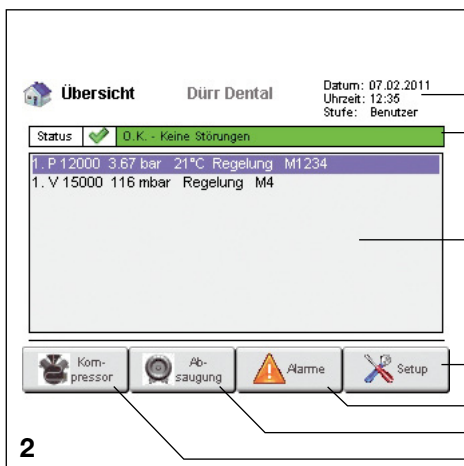 Übersicht
Dürr Dental
Datum: 07.02.2011
Uhrzeit: 12:35
Stufe: Benutzer
Status
O.K. - Keine Störungen
1. P 12000 3.67 bar 21°C Regelung M1234
1. V 15000 116 mbar Regelung M4
Kom-
pressor
Ab-
saugung
Alarme
Setup
2